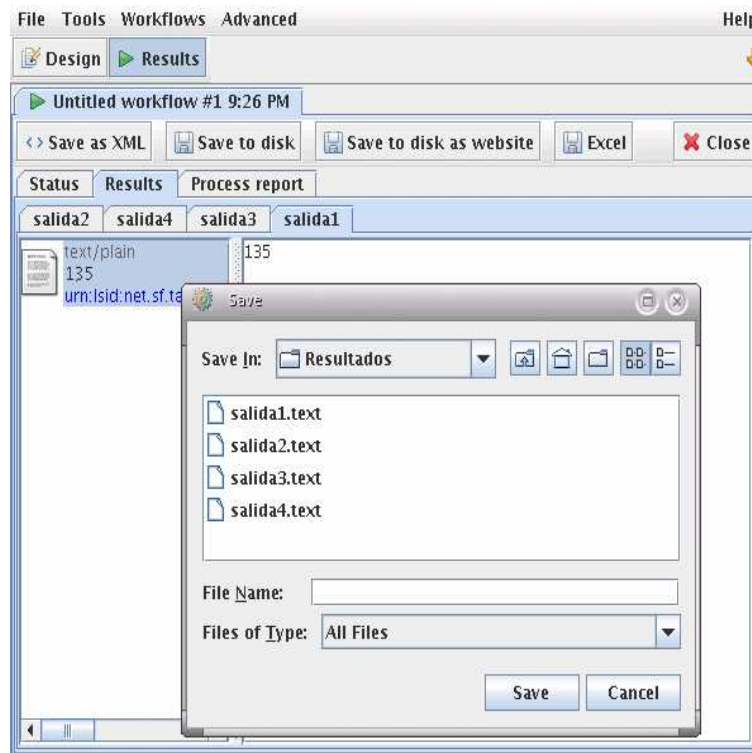 File Tools Workflows Advanced Help
Design Results
Untitled workflow #1 9:26 PM
<> Save as XML Save to disk Save to disk as website Excel Close
Status Results Process report
salida2 salida4 salida3 salida1
text/plain
135
urn:lsid:net.sf.ta
135
Save
Save In: Resultados
salida1.text
salida2.text
salida3.text
salida4.text
File Name:
Files of Type: All Files
Save Cancel